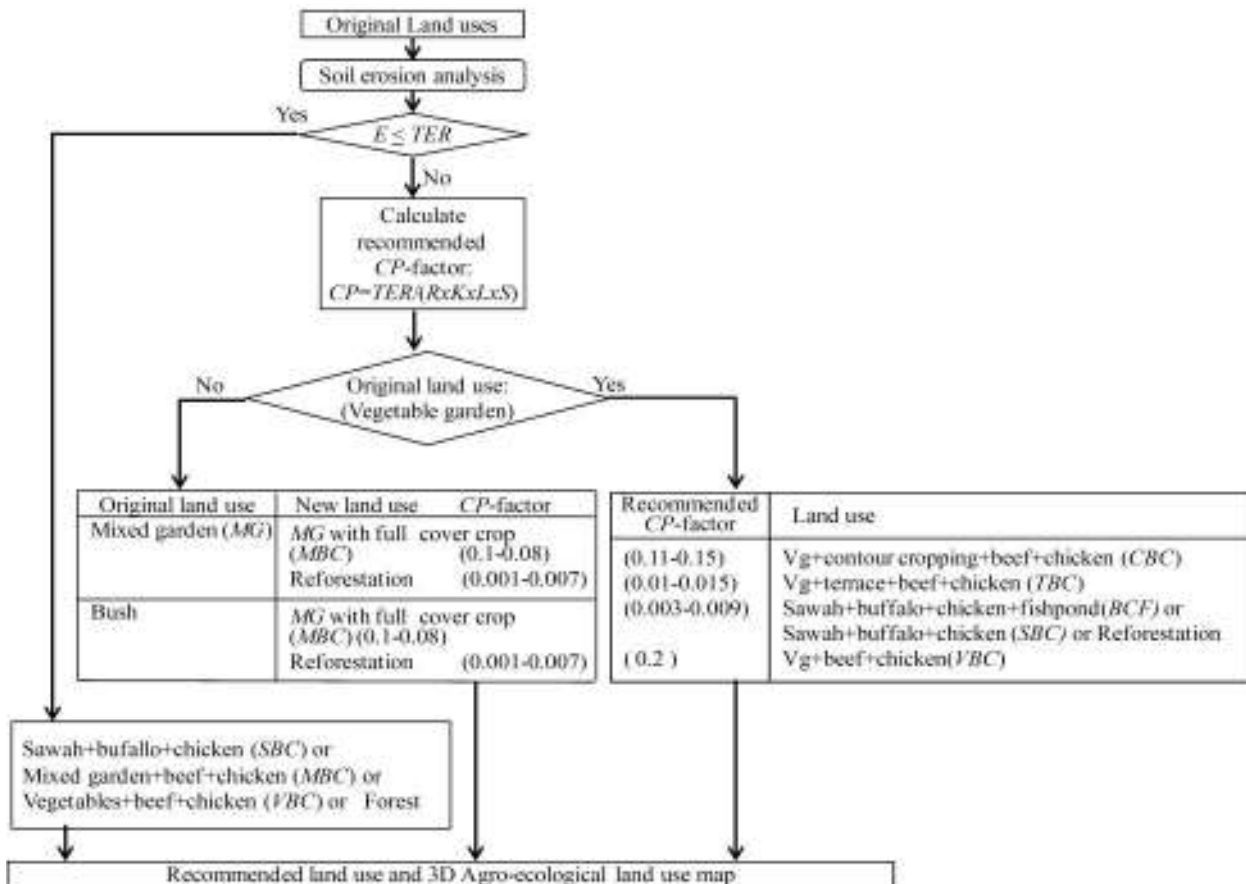 Original Land uses
Soil erosion analysis
Yes
E ≤ TER
No
Calculate
recommended
CP-factor:
CP=TER/(RxKxLxS)
No
Original land use:
(Vegetable garden)
Yes
Original land use New land use CP-factor
Mixed garden (MG) MG with full cover crop
(MBC) (0.1-0.08)
Reforestation (0.001-0.007)
Bush MG with full cover crop
(MBC) (0.1-0.08)
Reforestation (0.001-0.007)
Recommended
CP-factor Land use
(0.11-0.15) Vg+contour cropping+beef+chicken (CBC)
(0.01-0.015) Vg+terrace+beef+chicken (TBC)
(0.003-0.009) Sawah+buffalo+chicken+fishpond(BCF) or
Sawah+buffalo+chicken (SBC) or Reforestation
( 0.2 ) Vg+beef+chicken(VBC)
Sawah+bufallo+chicken (SBC) or
Mixed garden+beef+chicken (MBC) or
Vegetables+beef+chicken (VBC) or Forest
Recommended land use and 3D Agro-ecological land use map